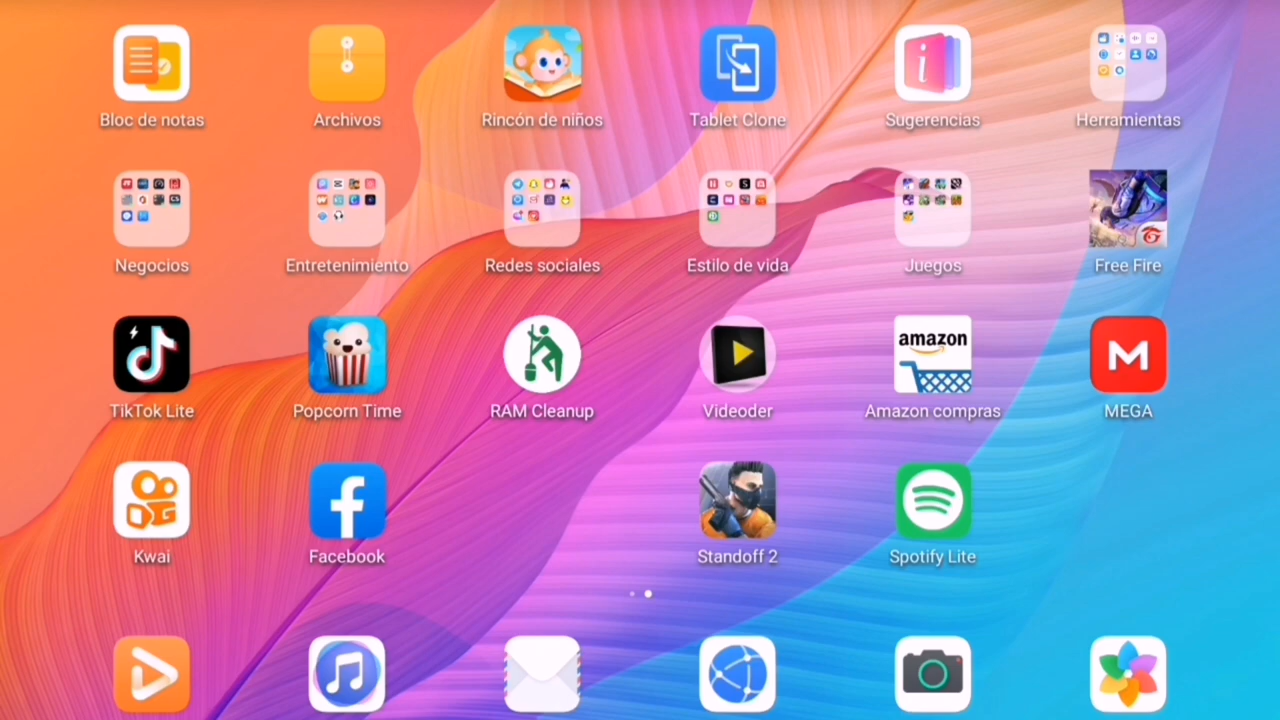 Bloc de notas
Archivos
Rincón de niños
Tablet Clone
Sugerencias
Herramientas
Negocios
Entretenimiento
Redes sociales
Estilo de vida
Juegos
Free Fire
amazon
TikTok Lite
Popcorn Time
RAM Cleanup
Videoder
Amazon compras
MEGA
Kwai
Facebook
Standoff 2
Spotify Lite